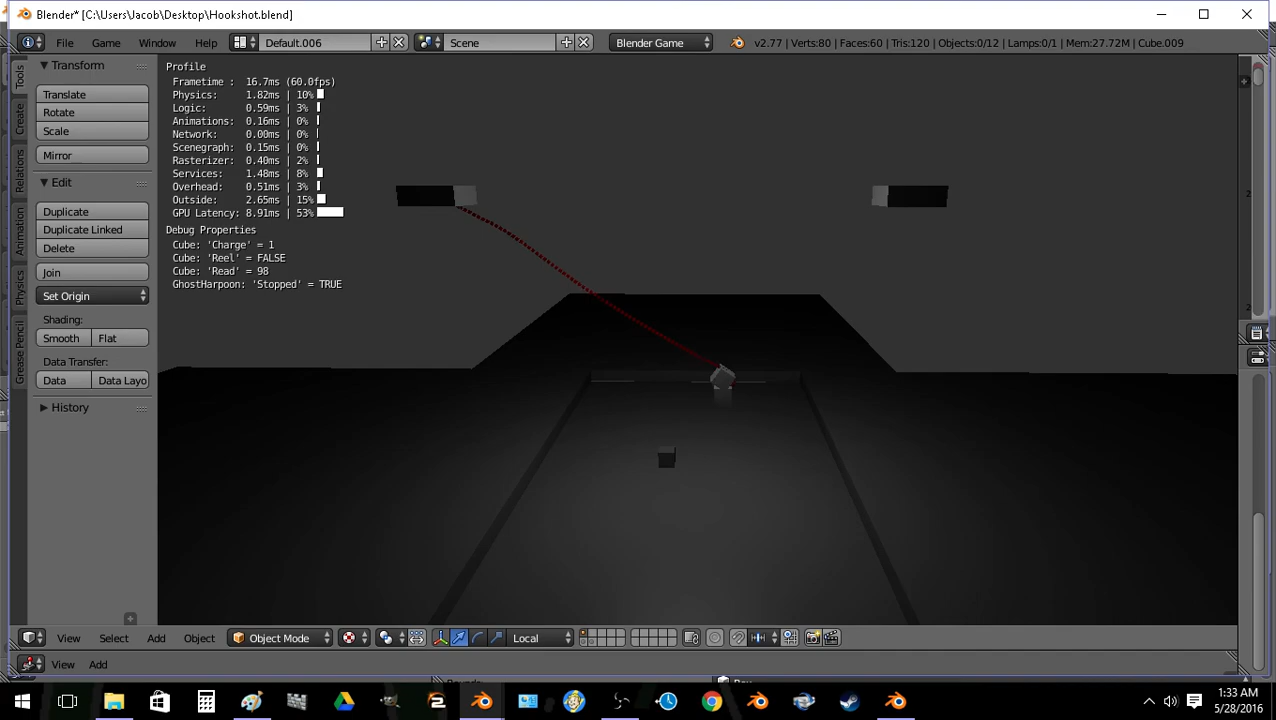 Blender* [C:\Users\Jacob\Desktop\Hookshot.blend]
File Game Window Help Default.006 Scene Blender Game v2.77 | Verts:80 | Faces:60 | Tris:120 | Objects:0/12 | Lamps:0/1 | Mem:27.72M | Cube.009
Tools
Create
Relations
Animation
Physics
Grease Pencil
Transform
Translate
Rotate
Scale
Mirror
Edit
Duplicate
Duplicate Linked
Delete
Join
Set Origin
Shading:
Smooth Flat
Data Transfer:
Data Data Layo
History
Profile
Frametime : 16.7ms (60.0fps)
Physics: 1.82ms | 10%
Logic: 0.59ms | 3%
Animations: 0.16ms | 0%
Network: 0.00ms | 0%
Scenegraph: 0.15ms | 0%
Rasterizer: 0.40ms | 2%
Services: 1.48ms | 8%
Overhead: 0.51ms | 3%
Outside: 2.65ms | 15%
GPU Latency: 8.91ms | 53%
Debug Properties
Cube: 'Charge' = 1
Cube: 'Reel' = FALSE
Cube: 'Read' = 98
GhostHarpoon: 'Stopped' = TRUE
2
2
View Select Add Object Object Mode Local
View Add
1:33 AM
5/28/2016